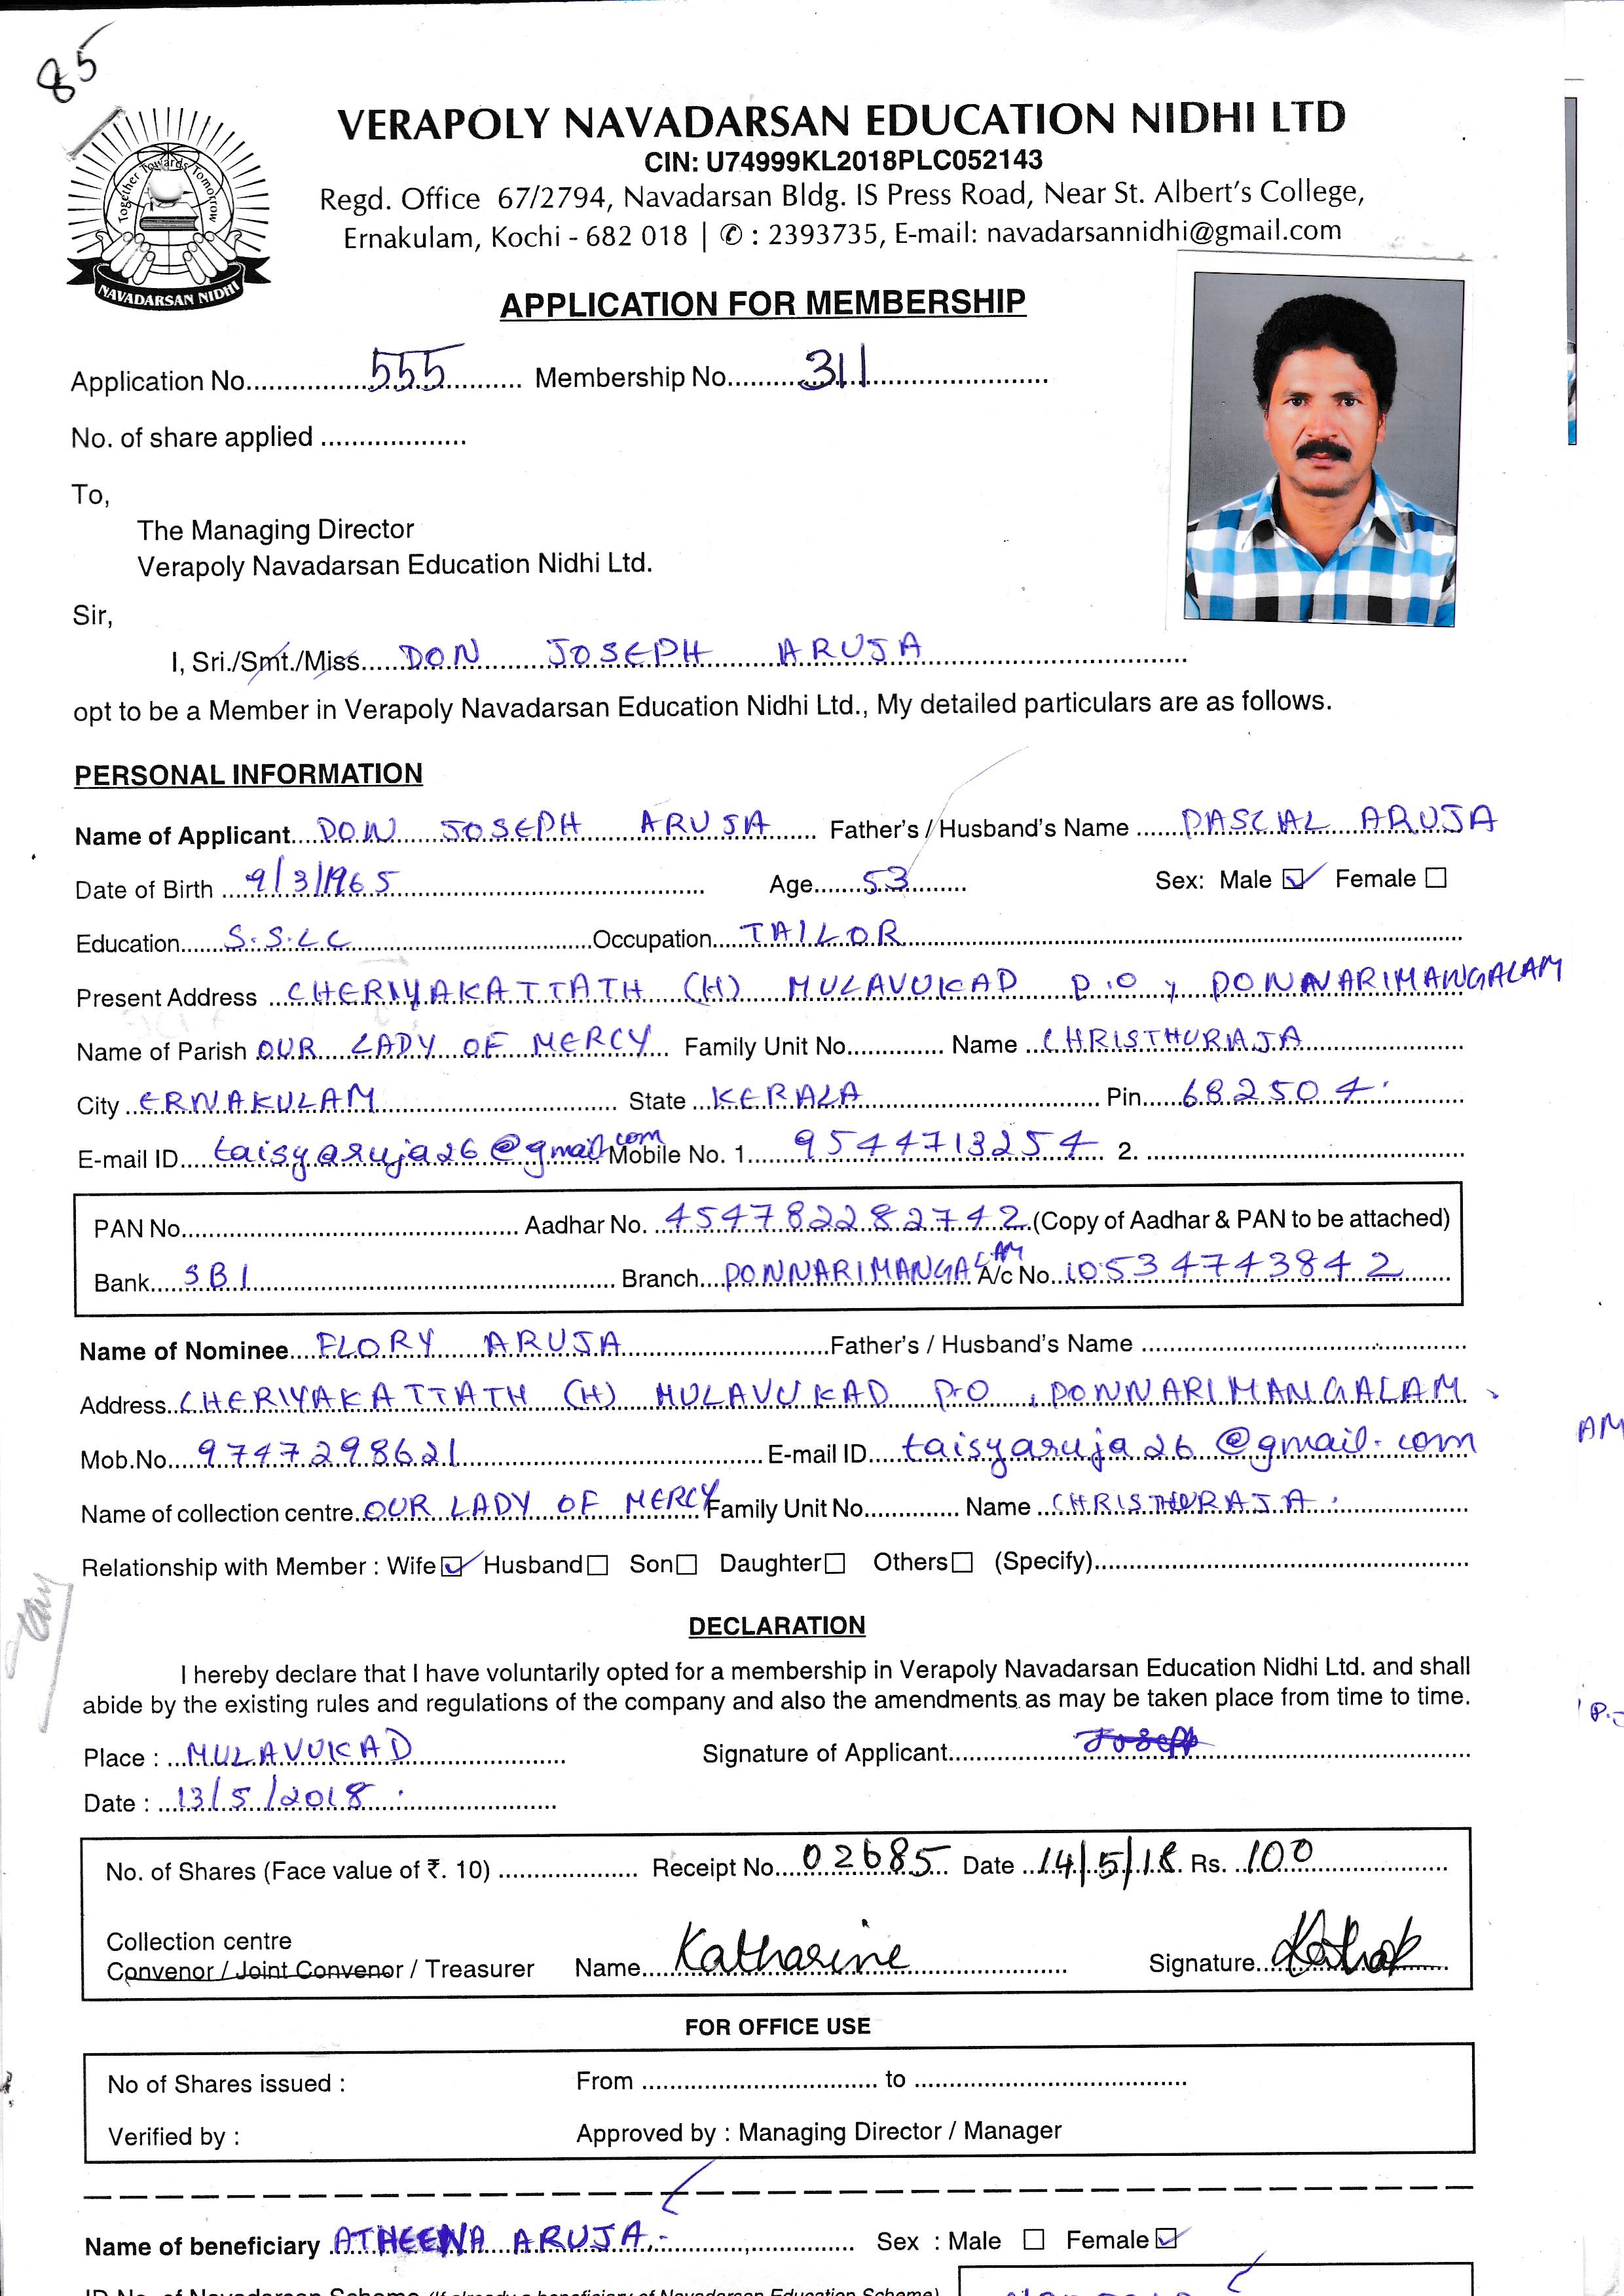 85
Together Towards Tomorrow
NAVADARSAN NIDHI
VERAPOLY NAVADARSAN EDUCATION NIDHI LTD
CIN: U74999KL2018PLC052143
Regd. Office 67/2794, Navadarsan Bldg. IS Press Road, Near St. Albert's College,
Ernakulam, Kochi - 682 018 | ✆ : 2393735, E-mail: navadarsannidhi@gmail.com
APPLICATION FOR MEMBERSHIP
Application No. 555 Membership No. 311
No. of share applied
To,
The Managing Director
Verapoly Navadarsan Education Nidhi Ltd.
Sir,
I, Sri./Smt./Miss. DON JOSEPH ARUJA
opt to be a Member in Verapoly Navadarsan Education Nidhi Ltd., My detailed particulars are as follows.
PERSONAL INFORMATION
Name of Applicant DON JOSEPH ARUJA Father's / Husband's Name PASCAL ARUJA
Date of Birth 9/3/1965 Age 53 Sex: Male ☑ Female ☐
Education S.S.L.C Occupation TAILOR
Present Address CHERIYAKATTATH (H) MULAVUKAD P.O, PONNARIMANGALAM
Name of Parish OUR LADY OF MERCY Family Unit No. Name CHRISTHURAJA
City ERNAKULAM State KERALA Pin 682504
E-mail ID taisyaruja26@gmail.com Mobile No. 1. 9544713254 2.
PAN No. Aadhar No. 454782282742 (Copy of Aadhar & PAN to be attached)
Bank SBI Branch PONNARIMANGALAM A/c No. 10534743842
Name of Nominee FLORY ARUJA Father's / Husband's Name
Address CHERIYAKATTATH (H) MULAVUKAD P.O, PONNARIMANGALAM
AM
Mob.No. 9747298621 E-mail ID taisyaruja26@gmail.com
Name of collection centre OUR LADY OF MERCY Family Unit No. Name CHRISTHURAJA
Relationship with Member : Wife ☑ Husband ☐ Son ☐ Daughter ☐ Others ☐ (Specify)
DECLARATION
I hereby declare that I have voluntarily opted for a membership in Verapoly Navadarsan Education Nidhi Ltd. and shall
abide by the existing rules and regulations of the company and also the amendments as may be taken place from time to time.
Place : MULAVUKAD Signature of Applicant Joseph
Date : 13/5/2018
No. of Shares (Face value of ₹. 10) Receipt No. 02685 Date 14/5/18 Rs. 100
Collection centre
Convenor / Joint Convenor / Treasurer Name Katharine Signature
FOR OFFICE USE
No of Shares issued : From to
Verified by : Approved by : Managing Director / Manager
Name of beneficiary ATHEENA ARUJA Sex : Male ☐ Female ☑
ID No. of Navadarsan Scheme (If already a beneficiary of Navadarsan Education Scheme)